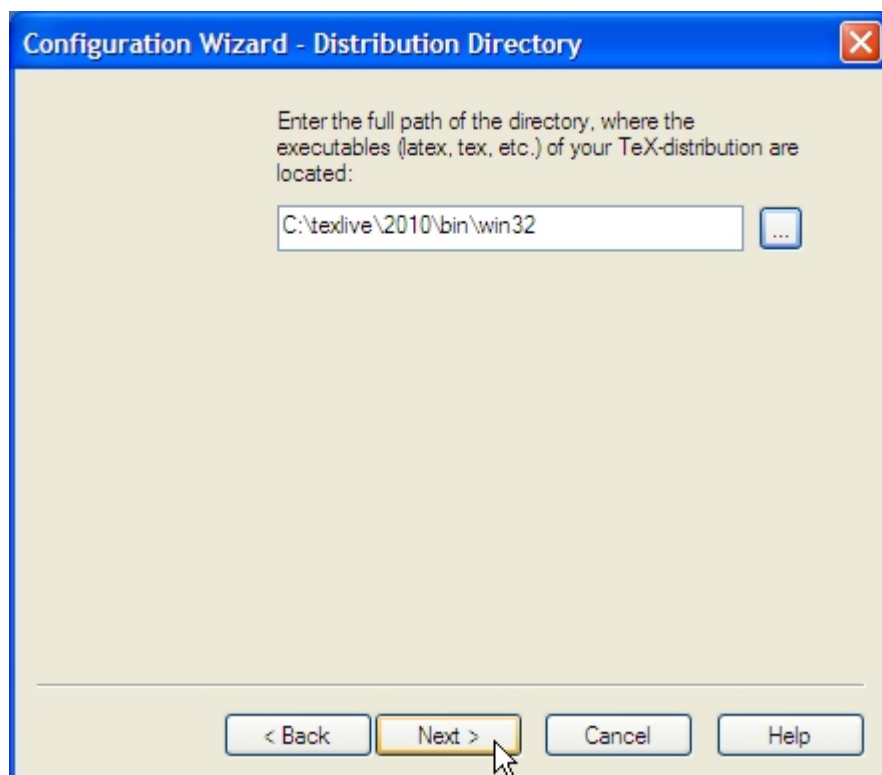 Configuration Wizard - Distribution Directory
Enter the full path of the directory, where the
executables (latex, tex, etc.) of your TeX-distribution are
located:
C:\texlive\2010\bin\win32
...
< Back
Next >
Cancel
Help